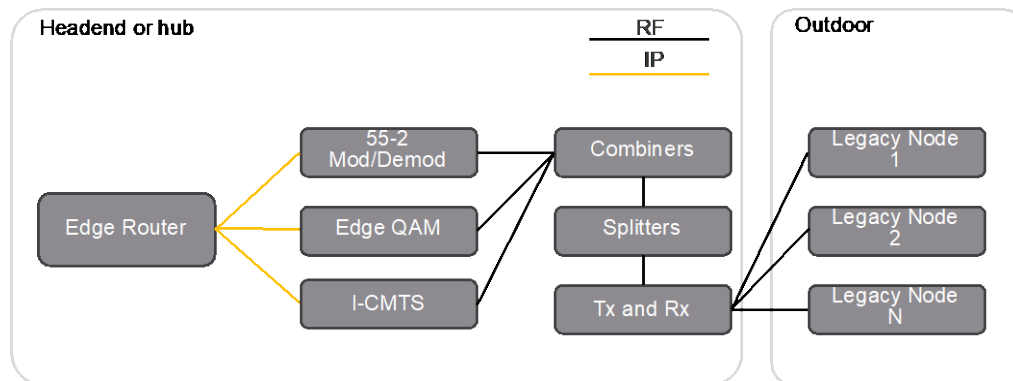 Headend or hub
RF
IP
Outdoor
55-2
Mod/Demod
Combiners
Legacy Node
1
Edge Router
Edge QAM
Splitters
Legacy Node
2
I-CMTS
Tx and Rx
Legacy Node
N